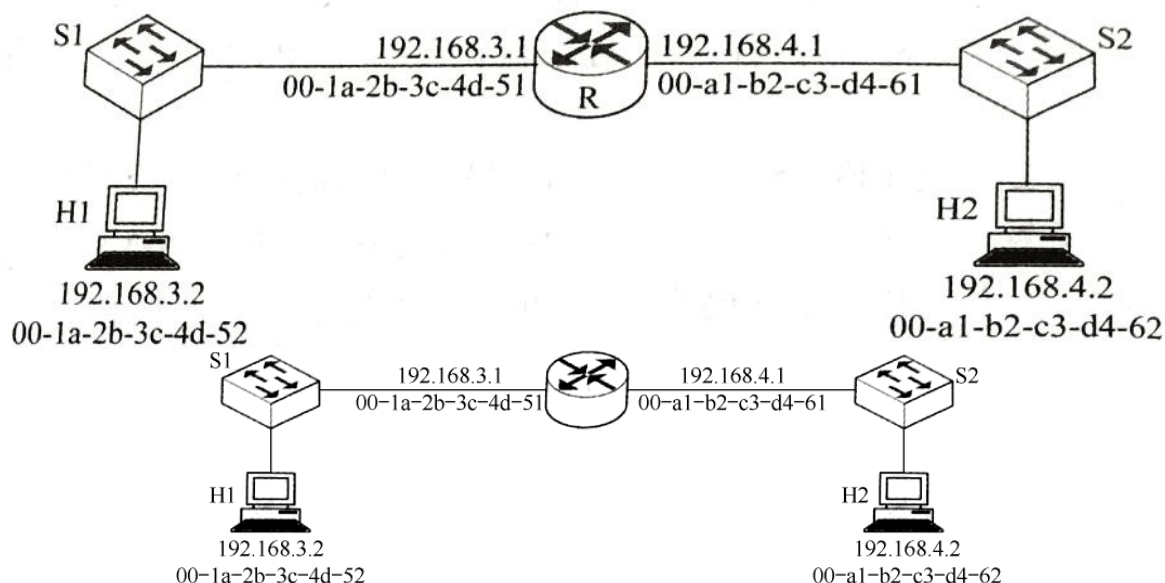 S1
192.168.3.1
192.168.4.1
S2
00-1a-2b-3c-4d-51
R
00-a1-b2-c3-d4-61
H1
H2
192.168.3.2
192.168.4.2
00-1a-2b-3c-4d-52
00-a1-b2-c3-d4-62
S1
192.168.3.1
192.168.4.1
S2
00-1a-2b-3c-4d-51
00-a1-b2-c3-d4-61
H1
H2
192.168.3.2
192.168.4.2
00-1a-2b-3c-4d-52
00-a1-b2-c3-d4-62